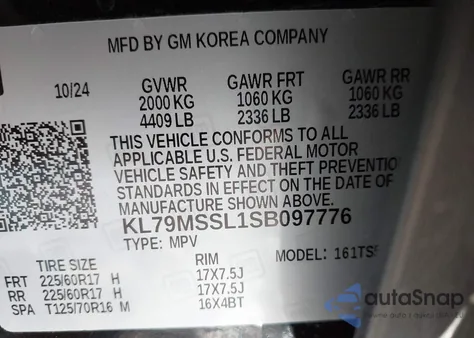 MFD BY GM KOREA COMPANY
10/24 GVWR GAWR FRT GAWR RR
2000 KG 1060 KG 1060 KG
4409 LB 2336 LB 2336 LB
THIS VEHICLE CONFORMS TO ALL
APPLICABLE U.S. FEDERAL MOTOR
VEHICLE SAFETY AND THEFT PREVENTIO
STANDARDS IN EFFECT ON THE DATE O
MANUFACTURE SHOWN ABOVE.
KL79MSSL1SB097776
TYPE: MPV 161TS
TIRE SIZE RIM
FRT 225/60R17 H 17X7.5J
RR 225/60R17 H 17X7.5J
SPA T125/70R16 M 16X4BT
autoSnap